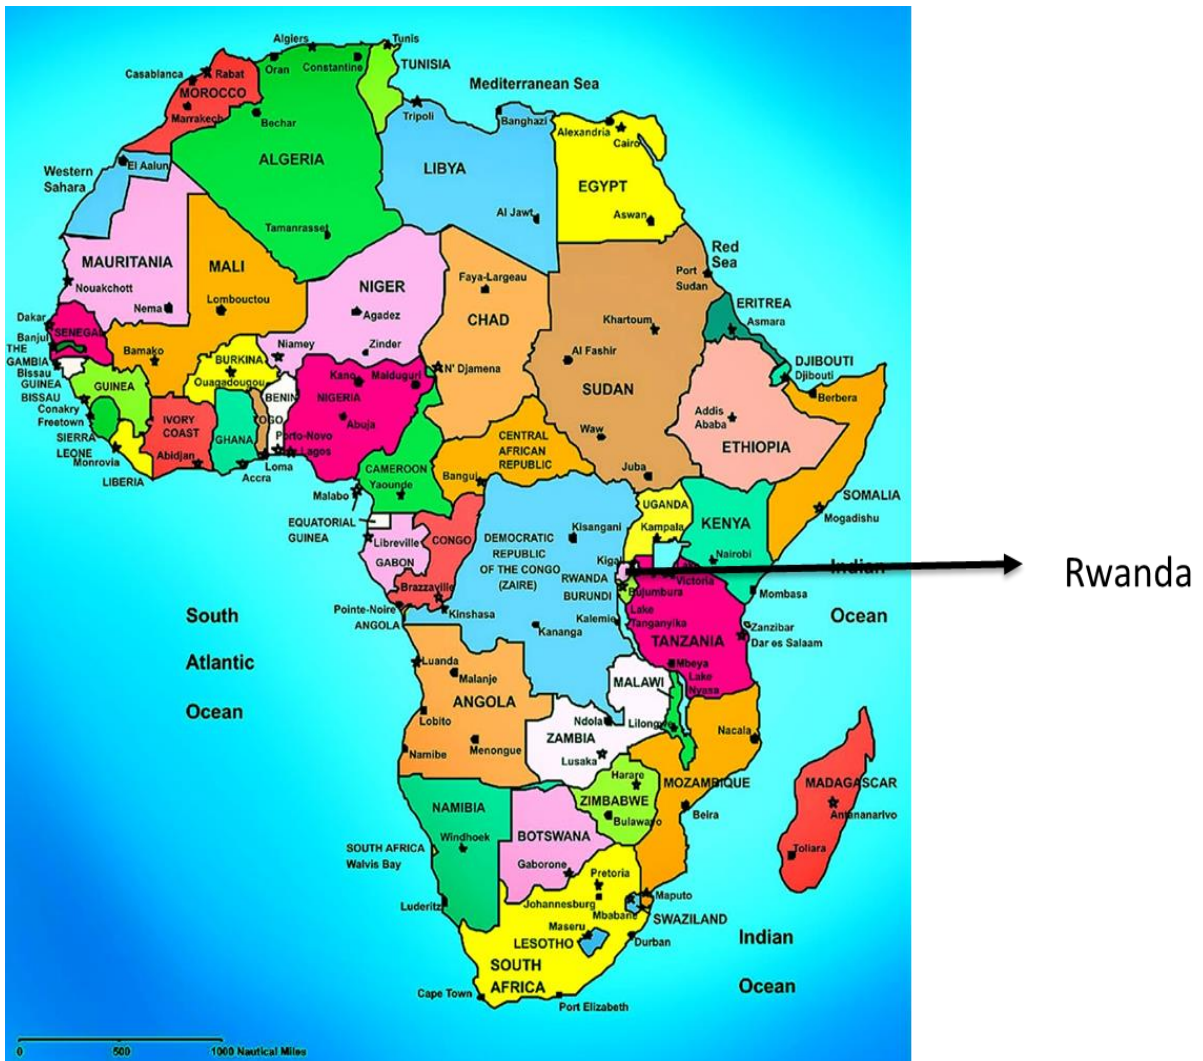 Algiers
Tunis
Oran
Constantine
TUNISIA
Casablanca
Rabat
MOROCCO
Marrakech
Bechar
Mediterranean Sea
Tripoli
Banghazi
Alexandria
Cairo
Western
Sahara
El Aalun
ALGERIA
LIBYA
EGYPT
Al Jawt
Aswan
Tamanrasset
MAURITANIA
MALI
NIGER
CHAD
Faya-Largeau
Red
Sea
Port
Sudan
Nouakchott
Nema
Lombouctou
Agadez
ERITREA
Asmara
Khartoum
Dakar
SENEGAL
Banjul
THE
GAMBIA
Bissau
GUINEA
BISSAU
Bamako
BURKINA
Ouagadougou
Niamey
Zinder
N' Djamena
Al Fashir
SUDAN
DJIBOUTI
Djibouti
Berbera
GUINEA
Conakry
Freetown
SIERRA
LEONE
Monrovia
LIBERIA
IVORY
COAST
Abidjan
GHANA
Accra
OGO
Loma
BENIN
Porto-Novo
Lagos
Kano
Maiduguri
NIGERIA
Abuja
CENTRAL
AFRICAN
REPUBLIC
Waw
Juba
Addis
Ababa
ETHIOPIA
SOMALIA
Mogadishu
CAMEROON
Yaounde
Bangui
Malabo
EQUATORIAL
GUINEA
Libreville
GABON
CONGO
Brazzaville
DEMOCRATIC
REPUBLIC
OF THE CONGO
(ZAIRE)
Kisangani
UGANDA
Kampala
KENYA
Nairobi
Kigali
Victoria
RWANDA
BURUNDI
Bujumbura
Indian
Ocean
Rwanda
Mombasa
Pointe-Noire
ANGOLA
Kinshasa
Kananga
Kalemie
Lake
Tanganyika
TANZANIA
Zanzibar
Dar es Salaam
South
Atlantic
Ocean
Luanda
Malanje
ANGOLA
Lobito
Menongue
Namibe
Mbeya
Lake
Nyasa
MALAWI
Lilongwe
Ndola
ZAMBIA
Lusaka
Nacala
MOZAMBIQUE
Harare
ZIMBABWE
Bulawayo
Beira
MADAGASCAR
Antananarivo
Toliara
NAMIBIA
Windhoek
BOTSWANA
Gaborone
SOUTH AFRICA
Walvis Bay
Luderitz
Pretoria
Johannesburg
Mbabane
Maputo
SWAZILAND
Maseru
LESOTHO
Durban
SOUTH
AFRICA
Cape Town
Port Elizabeth
Indian
Ocean
0 500 1000 Nautical Miles